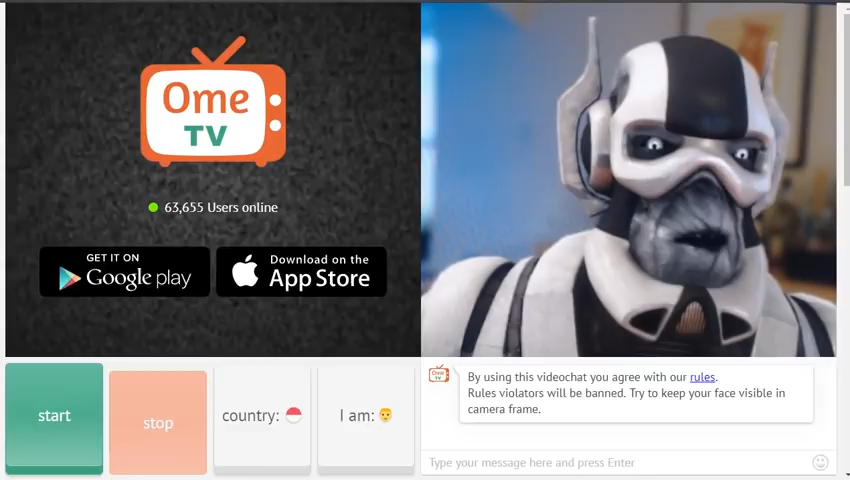 Ome
TV
63,655 Users online
GET IT ON
Google play
Download on the
App Store
start
stop
country:
I am:
Ome
TV
By using this videochat you agree with our rules.
Rules violators will be banned. Try to keep your face visible in
camera frame.
Type your message here and press Enter